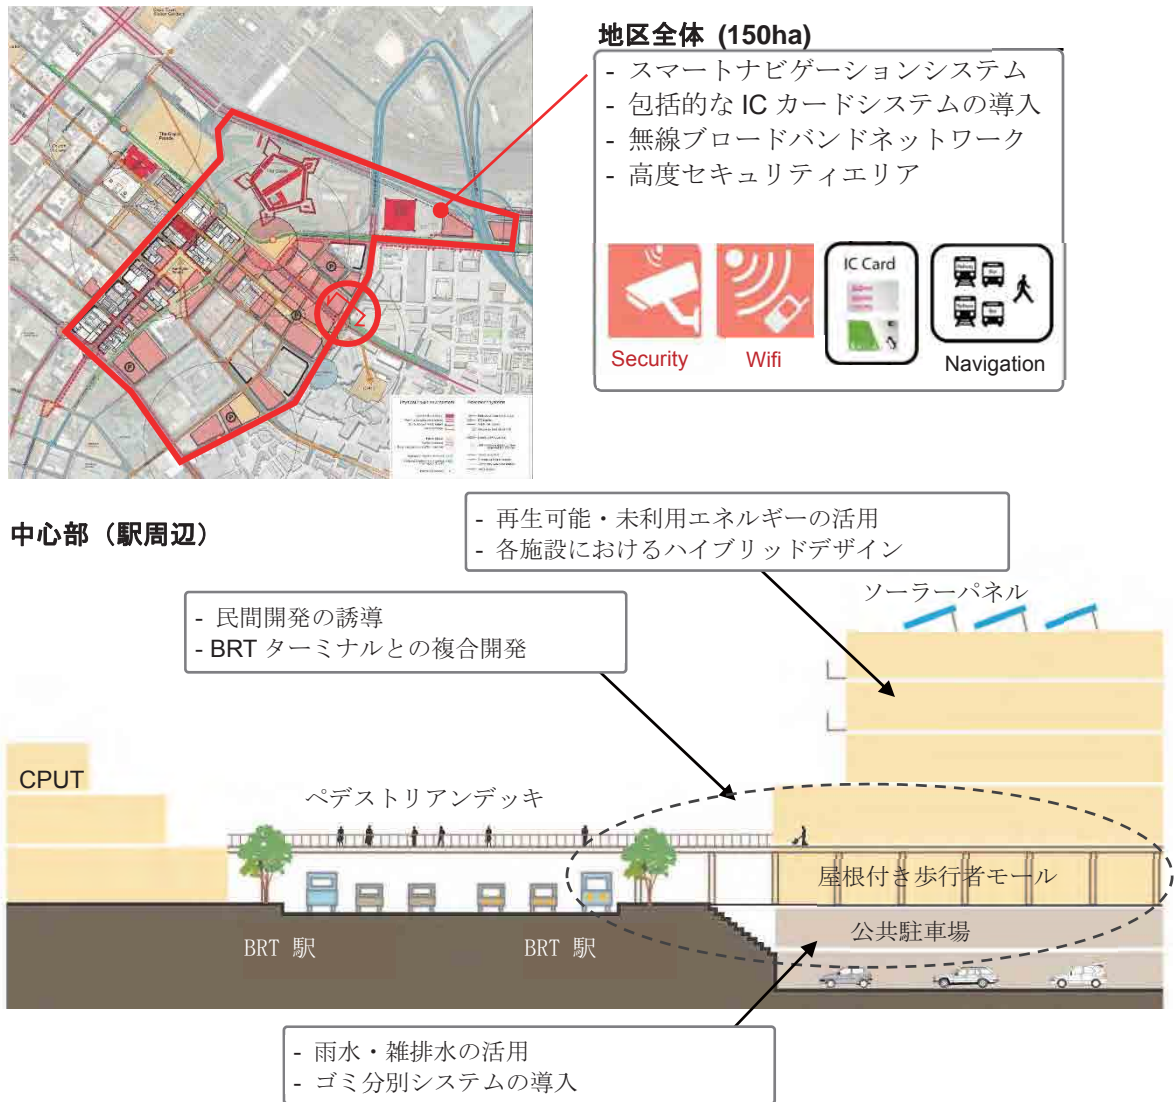 地区全体 (150ha)
- スマートナビゲーションシステム
- 包括的な IC カードシステムの導入
- 無線ブロードバンドネットワーク
- 高度セキュリティエリア
Security
Wifi
IC Card
Navigation
中心部（駅周辺）
- 再生可能・未利用エネルギーの活用
- 各施設におけるハイブリッドデザイン
ソーラーパネル
- 民間開発の誘導
- BRT ターミナルとの複合開発
CPUT
ペデストリアンデッキ
屋根付き歩行者モール
公共駐車場
BRT 駅
BRT 駅
- 雨水・雑排水の活用
- ゴミ分別システムの導入